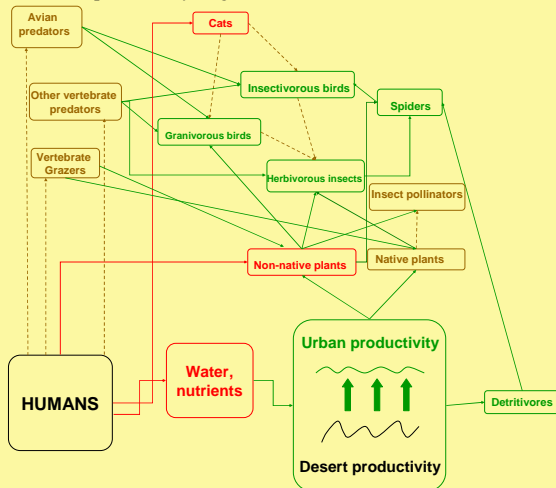 Avian
predators
Cats
Other vertebrate
predators
Insectivorous birds
Spiders
Granivorous birds
Vertebrate
Grazers
Herbivorous insects
Insect pollinators
Non-native plants
Native plants
HUMANS
Water,
nutrients
Urban productivity
Desert productivity
Detritivores